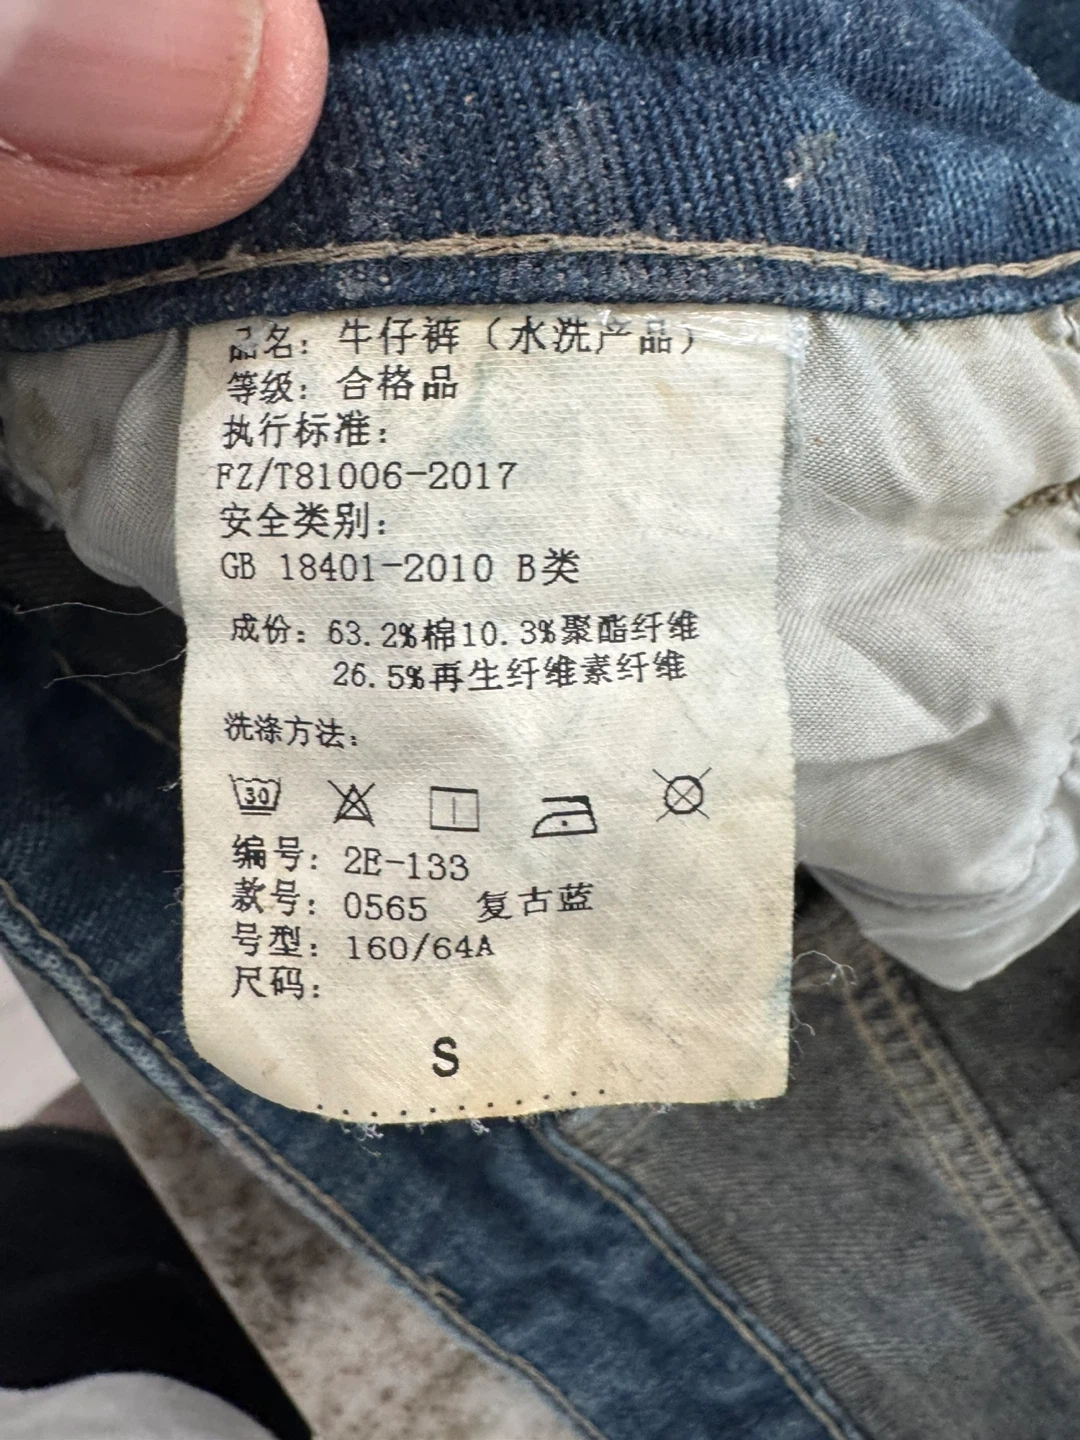 品名：牛仔裤（水洗产品）
等级：合格品
执行标准：
FZ/T81006-2017
安全类别：
GB 18401-2010 B类
成份：63.2%棉10.3%聚酯纤维
26.5%再生纤维素纤维
洗涤方法：
30
编号：2E-133
款号：0565 复古蓝
号型：160/64A
尺码：
S